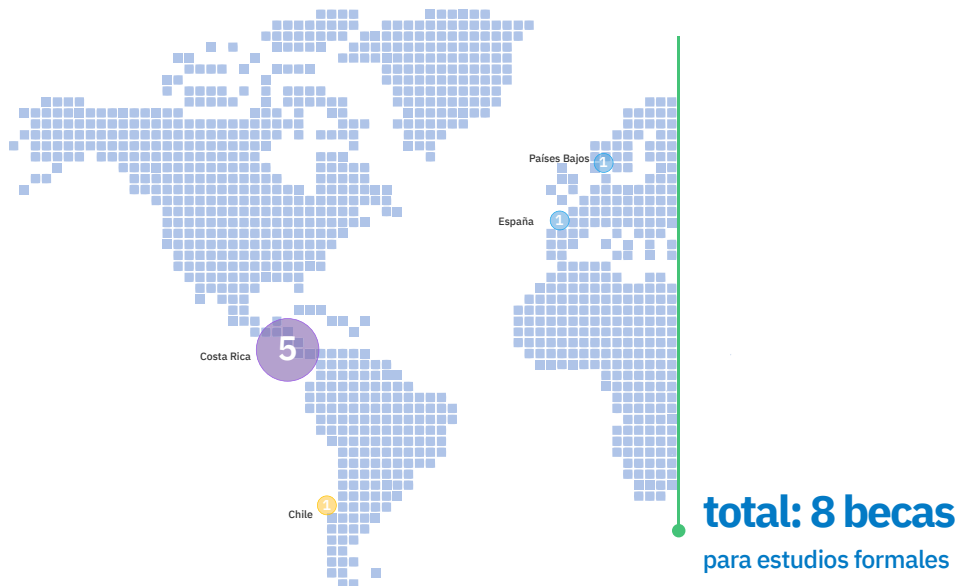 Países Bajos 1
España 1
Costa Rica 5
Chile 1
total: 8 becas
para estudios formales